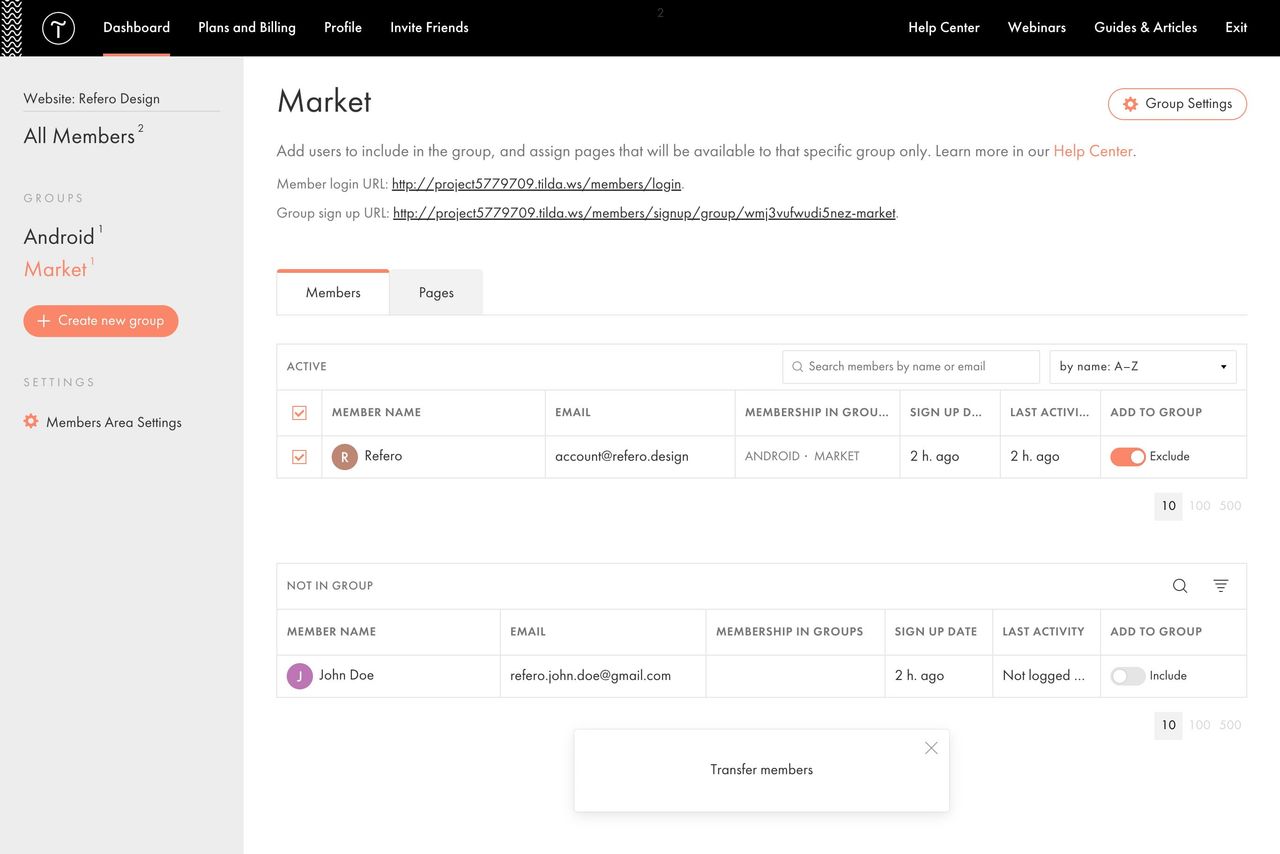 Dashboard Plans and Billing Profile Invite Friends 2 Help Center Webinars Guides & Articles Exit
Website: Refero Design
All Members 2
GROUPS
Android 1
Market 1
+ Create new group
SETTINGS
Members Area Settings
Market
Group Settings
Add users to include in the group, and assign pages that will be available to that specific group only. Learn more in our Help Center.
Member login URL: http://project5779709.tilda.ws/members/login.
Group sign up URL: http://project5779709.tilda.ws/members/signup/group/wmj3vufwudi5nez-market.
Members Pages
ACTIVE Search members by name or email by name: A–Z
MEMBER NAME EMAIL MEMBERSHIP IN GROU... SIGN UP D... LAST ACTIVI... ADD TO GROUP
R Refero account@refero.design ANDROID · MARKET 2 h. ago 2 h. ago Exclude
10 100 500
NOT IN GROUP
MEMBER NAME EMAIL MEMBERSHIP IN GROUPS SIGN UP DATE LAST ACTIVITY ADD TO GROUP
J John Doe refero.john.doe@gmail.com 2 h. ago Not logged ... Include
10 100 500
Transfer members